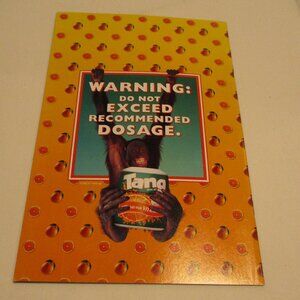 WARNING:
DO NOT
EXCEED
RECOMMENDED
DOSAGE.
Tang